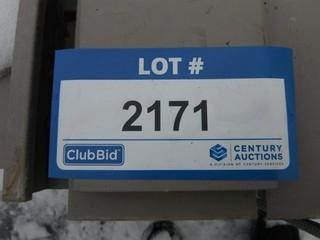 LOT #
2171
ClubBid
CENTURY
AUCTIONS
A DIVISION OF CENTURY SERVICES